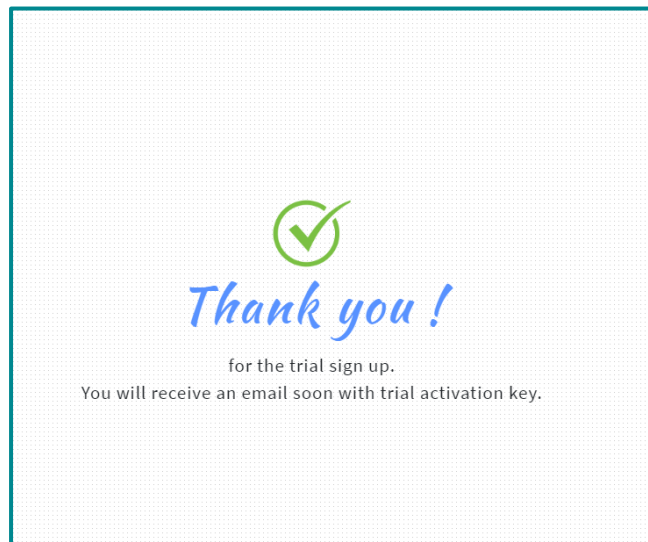 Thank you !
for the trial sign up.
You will receive an email soon with trial activation key.